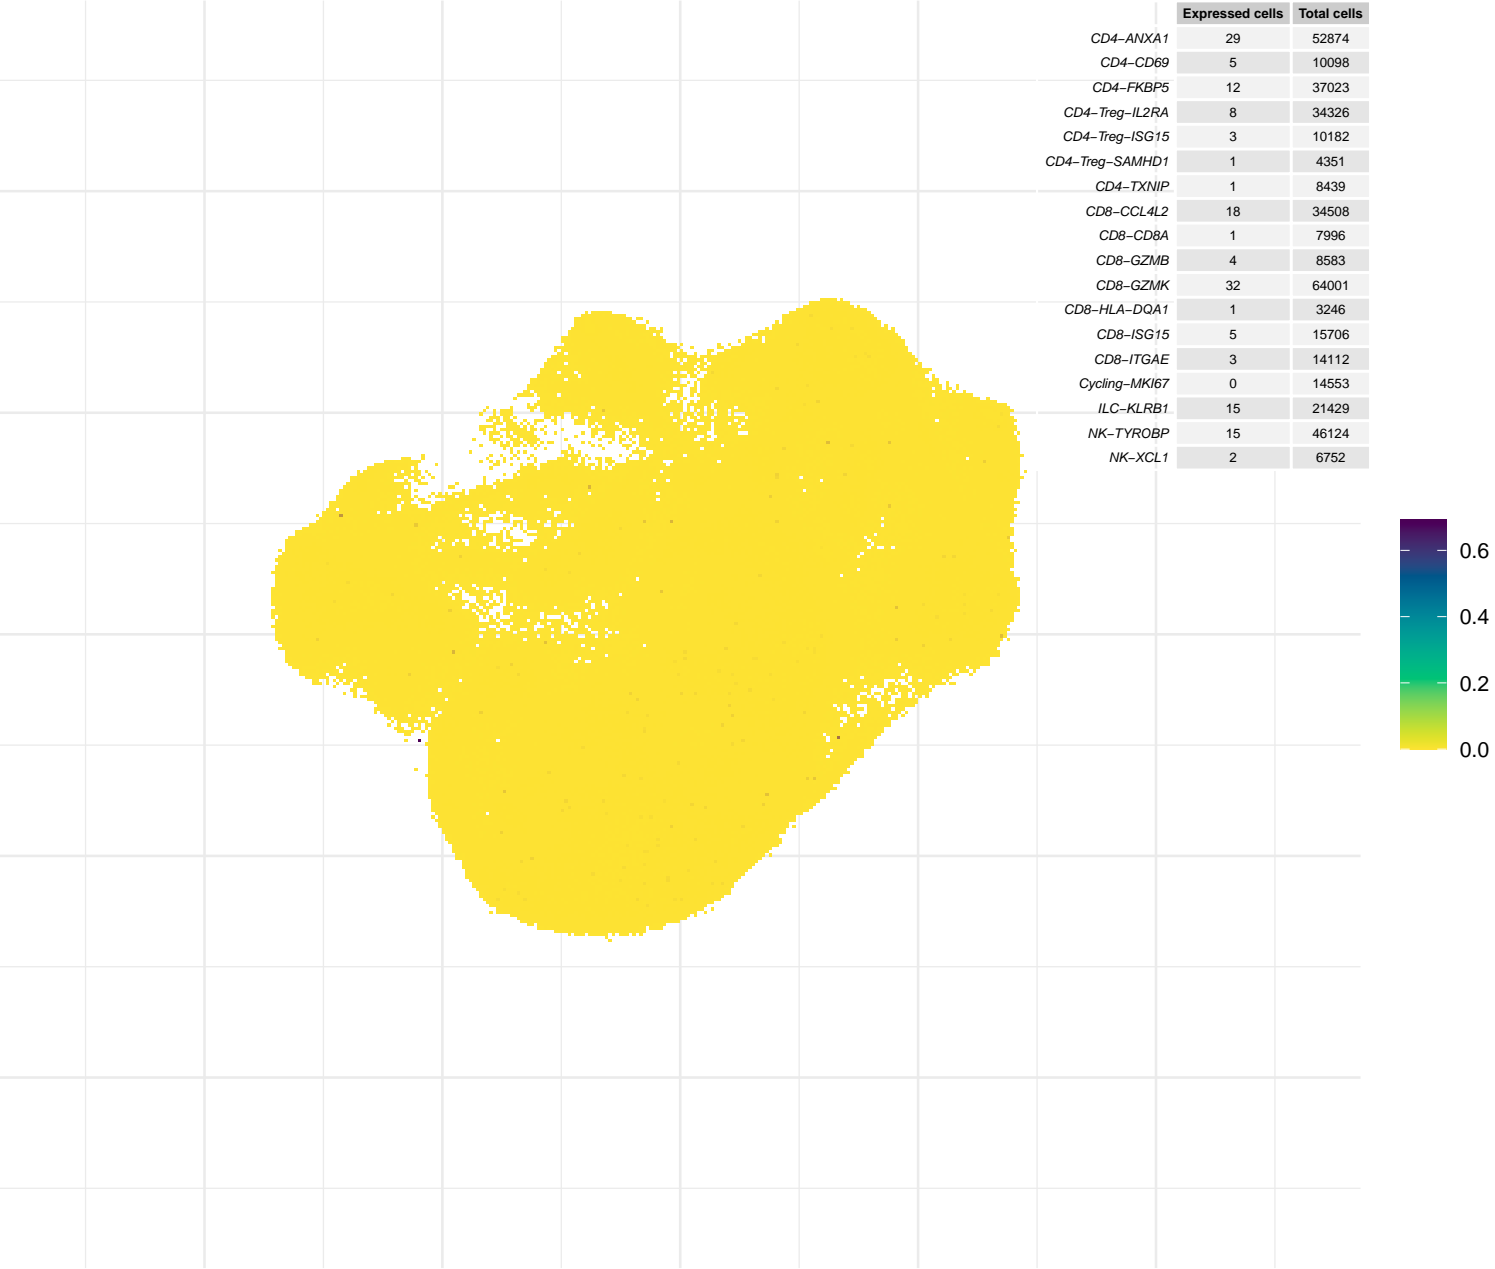 Expressed cells Total cells
CD4−ANXA1 29 52874
CD4−CD69 5 10098
CD4−FKBP5 12 37023
CD4−Treg−IL2RA 8 34326
CD4−Treg−ISG15 3 10182
CD4−Treg−SAMHD1 1 4351
CD4−TXNIP 1 8439
CD8−CCL4L2 18 34508
CD8−CD8A 1 7996
CD8−GZMB 4 8583
CD8−GZMK 32 64001
CD8−HLA−DQA1 1 3246
CD8−ISG15 5 15706
CD8−ITGAE 3 14112
Cycling−MKI67 0 14553
ILC−KLRB1 15 21429
NK−TYROBP 15 46124
NK−XCL1 2 6752
0.6
0.4
0.2
0.0